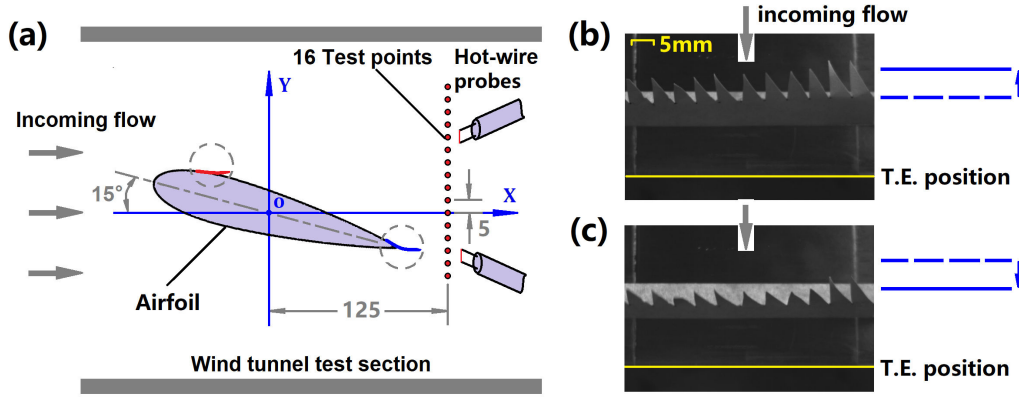 (a)
16 Test points
Hot-wire
probes
Y
Incoming flow
15°
o
X
5
Airfoil
125
Wind tunnel test section
(b)
incoming flow
5mm
T.E. position
(c)
T.E. position